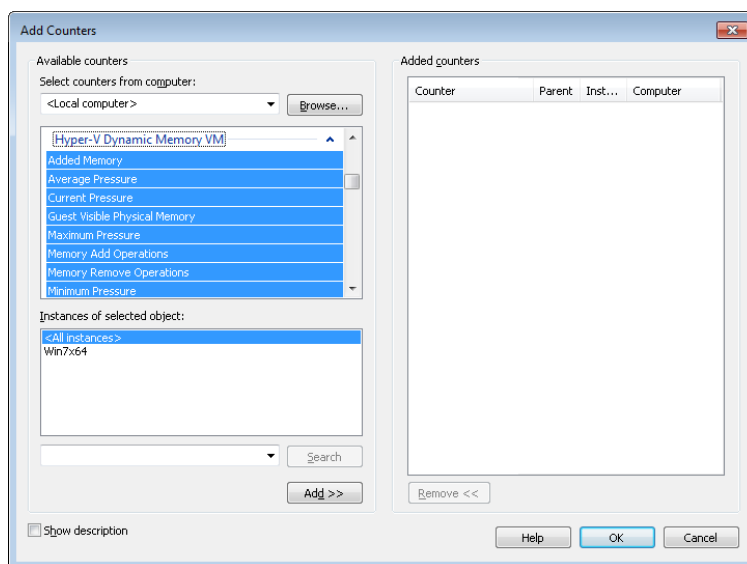 Add Counters
Available counters
Select counters from computer:
<Local computer>
Browse...
Hyper-V Dynamic Memory VM
Added Memory
Average Pressure
Current Pressure
Guest Visible Physical Memory
Maximum Pressure
Memory Add Operations
Memory Remove Operations
Minimum Pressure
Instances of selected object:
<All instances>
Win7x64
Search
Add >>
Show description
Added counters
Counter Parent Inst... Computer
Remove <<
Help OK Cancel